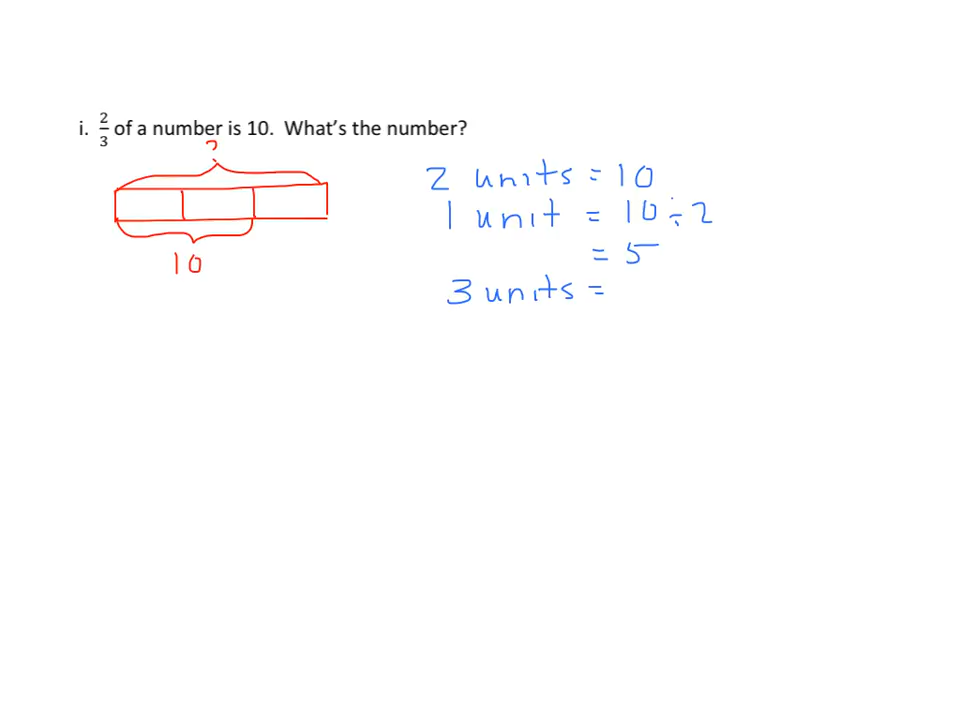 i. 2/3 of a number is 10. What's the number?
?
10
2 units = 10
1 unit = 10 ÷ 2
= 5
3 units =